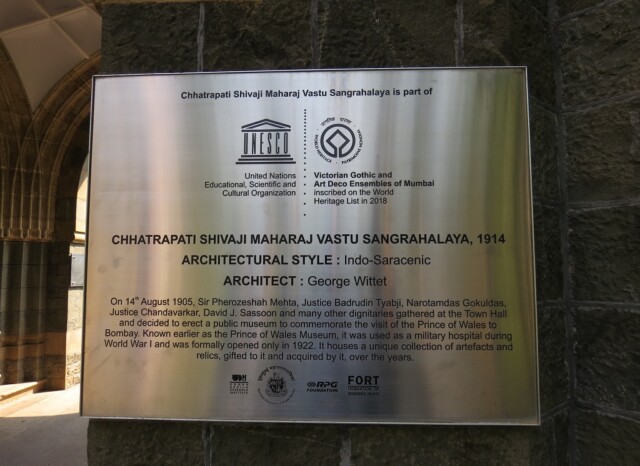 Chhatrapati Shivaji Maharaj Vastu Sangrahalaya is part of
UNESCO
United Nations
Educational, Scientific and
Cultural Organization
Victorian Gothic and
Art Deco Ensembles of Mumbai
inscribed on the World
Heritage List in 2018
CHHATRAPATI SHIVAJI MAHARAJ VASTU SANGRAHALAYA, 1914
ARCHITECTURAL STYLE : Indo-Saracenic
ARCHITECT : George Wittet
On 14th August 1905, Sir Pherozeshah Mehta, Justice Badrudin Tyabji, Narotamdas Gokuldas,
Justice Chandavarkar, David J. Sassoon and many other dignitaries gathered at the Town Hall
and decided to erect a public museum to commemorate the visit of the Prince of Wales to
Bombay. Known earlier as the Prince of Wales Museum, it was used as a military hospital during
World War I and was formally opened only in 1922. It houses a unique collection of artefacts and
relics, gifted to it and acquired by it, over the years.
RPG
FOUNDATION
FORT